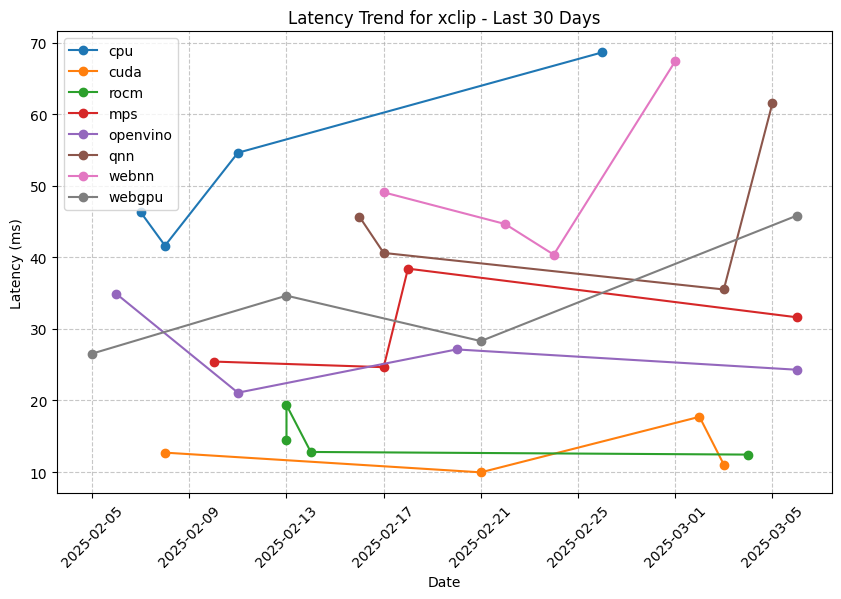 Latency Trend for xclip - Last 30 Days
cpu
cuda
rocm
mps
openvino
qnn
webnn
webgpu
70
60
50
40
30
20
10
Latency (ms)
2025-02-05
2025-02-09
2025-02-13
2025-02-17
2025-02-21
2025-02-25
2025-03-01
2025-03-05
Date